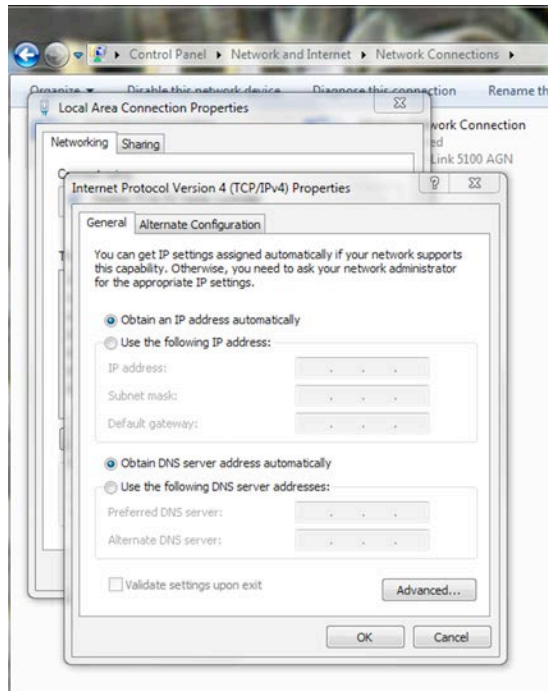 Control Panel ▸ Network and Internet ▸ Network Connections ▸
Organize Disable this network device Diagnose this connection Rename th
Local Area Connection Properties
work Connection
ed
Link 5100 AGN
Networking Sharing
Internet Protocol Version 4 (TCP/IPv4) Properties
General Alternate Configuration
You can get IP settings assigned automatically if your network supports
this capability. Otherwise, you need to ask your network administrator
for the appropriate IP settings.
Obtain an IP address automatically
Use the following IP address:
IP address:
Subnet mask:
Default gateway:
Obtain DNS server address automatically
Use the following DNS server addresses:
Preferred DNS server:
Alternate DNS server:
Validate settings upon exit
Advanced...
OK Cancel